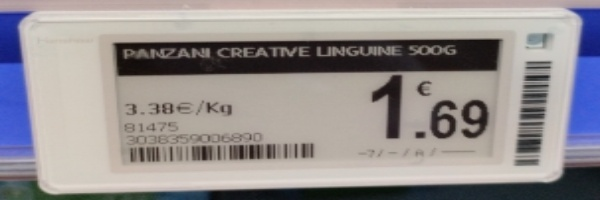 PANZANI CREATIVE LINGUINE 500G
3.38€/Kg
1.69 €
81475
3038359006890